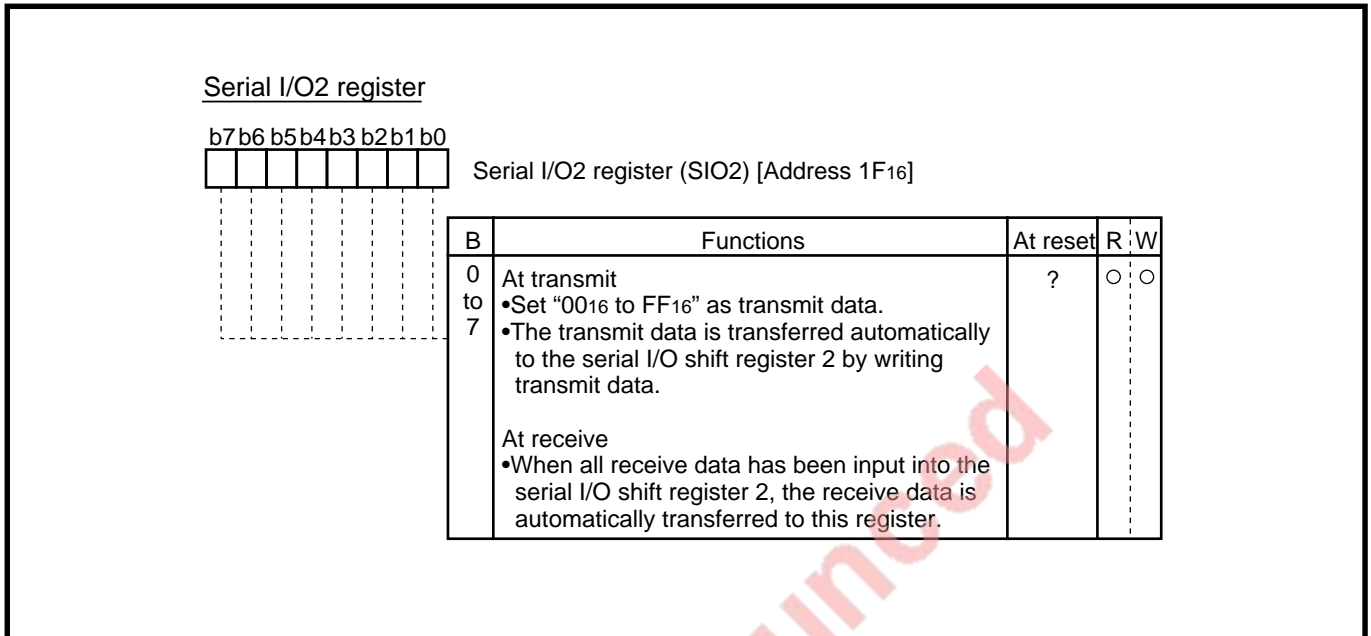 Serial I/O2 register
b7 b6 b5 b4 b3 b2 b1 b0
Serial I/O2 register (SIO2) [Address 1F16]
B Functions At reset R W
0 At transmit ? ○ ○
to •Set “0016 to FF16” as transmit data.
7 •The transmit data is transferred automatically
to the serial I/O shift register 2 by writing
transmit data.
At receive
•When all receive data has been input into the
serial I/O shift register 2, the receive data is
automatically transferred to this register.